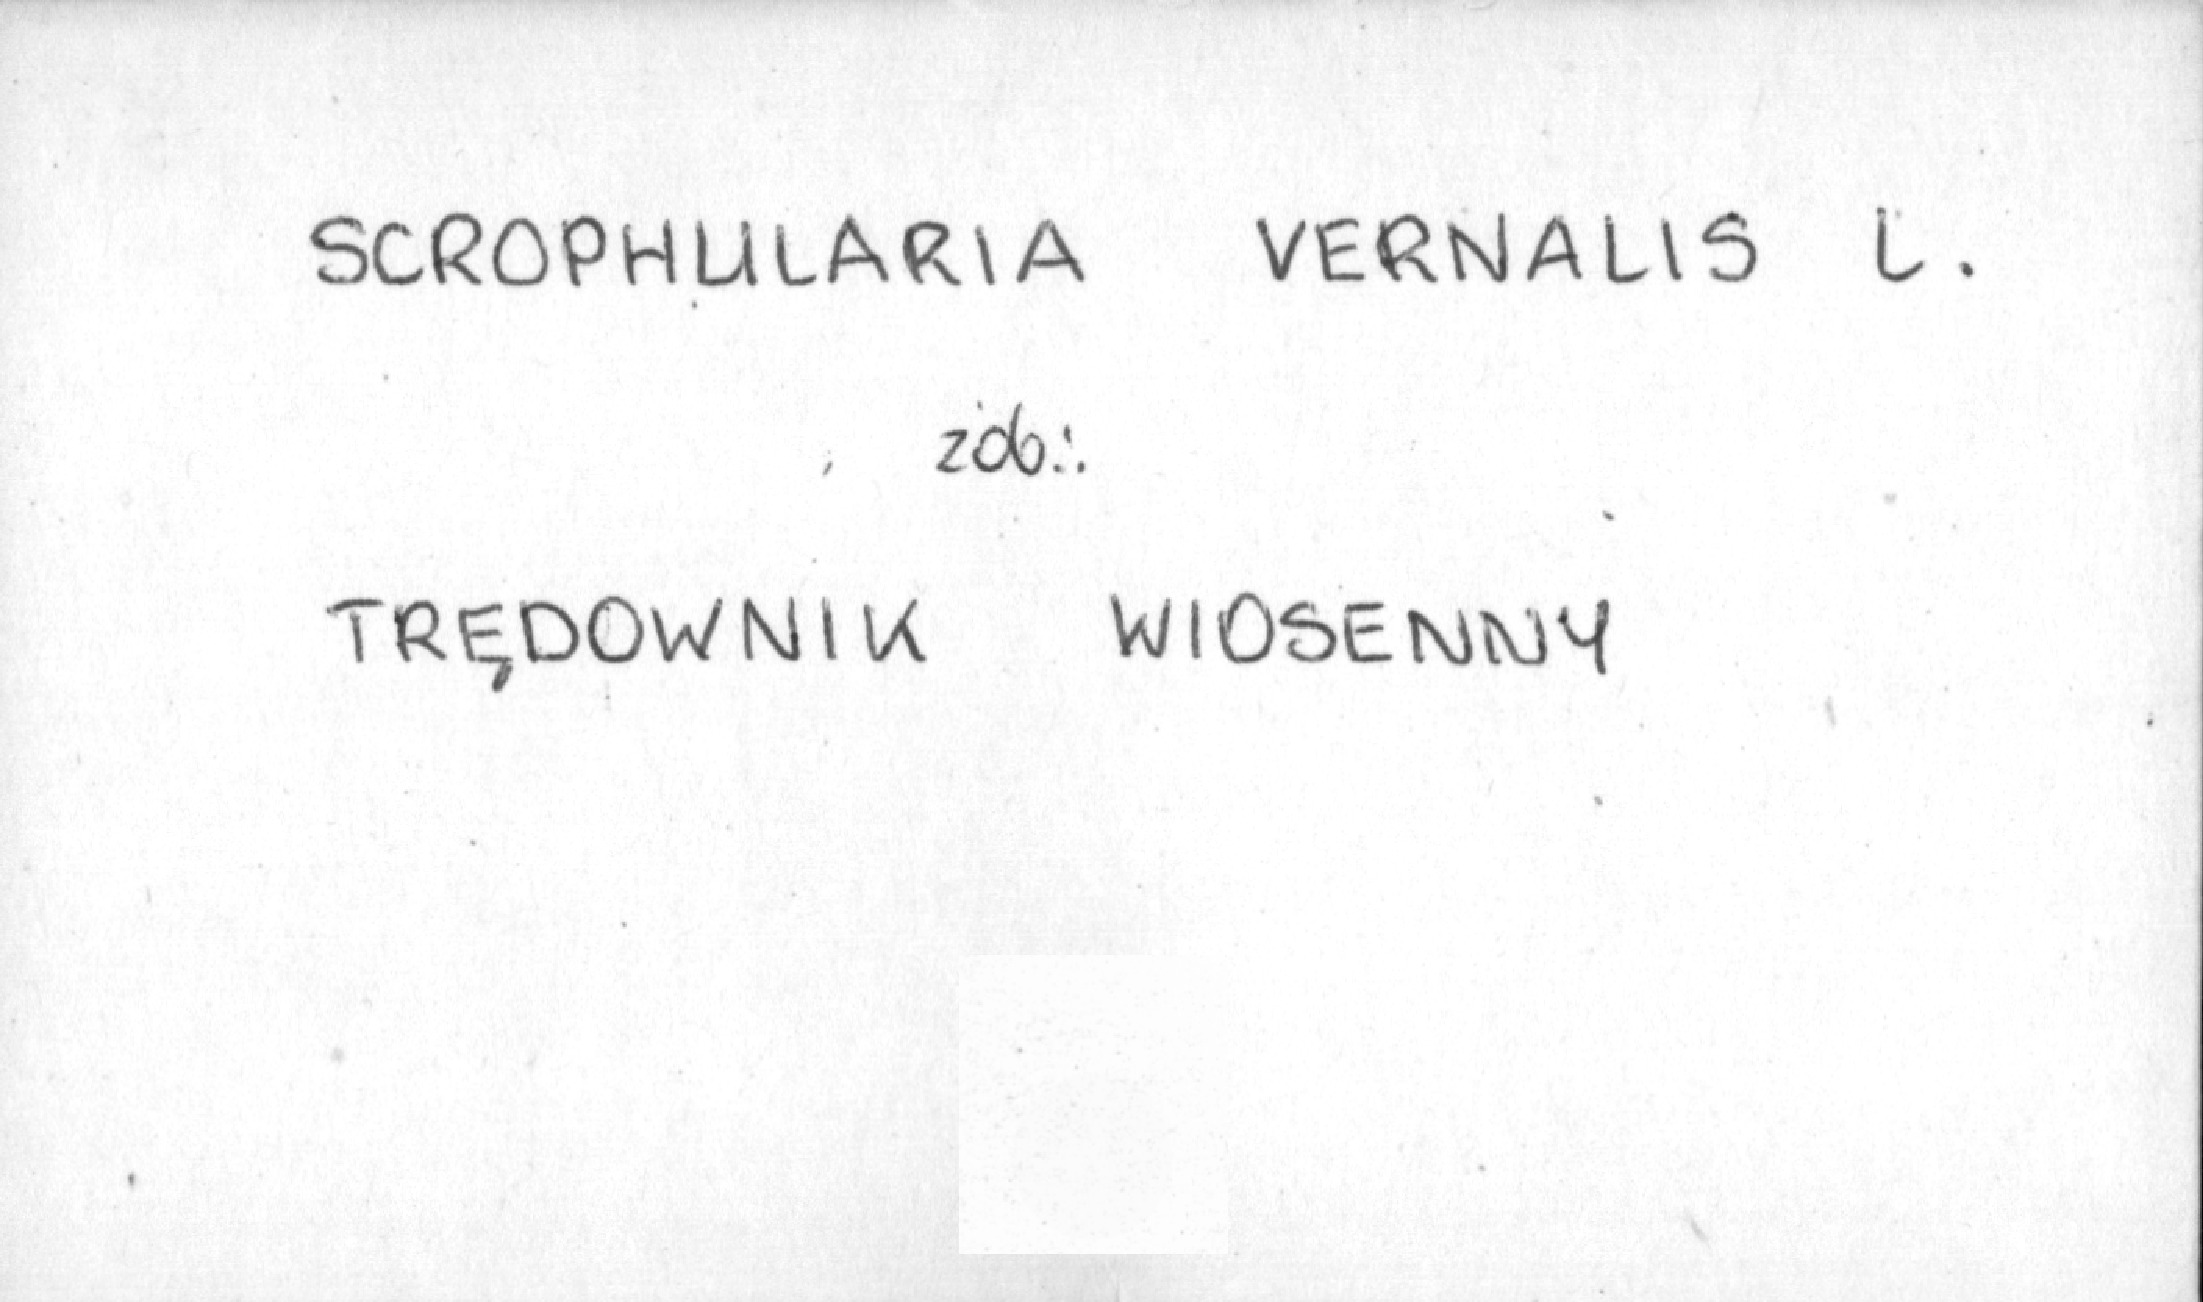 SCROPHULARIA VERNALIS L.
zob.:
TRĘDOWNIK WIOSENNY